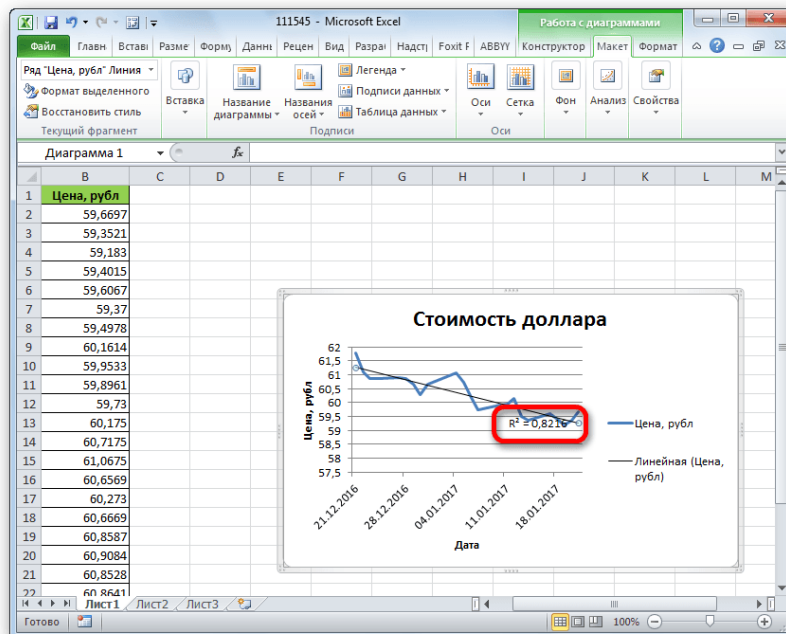 111545 - Microsoft Excel
Работа с диаграммами
Файл Главн Вставі Разме Форму Данні Рецен Вид Разраі Надстр Foxit F ABBYY Конструктор Макет Формат
Ряд "Цена, рубл" Линия
Формат выделенного
Восстановить стиль
Текущий фрагмент
Вставка
Название диаграммы
Названия осей
Легенда
Подписи данных
Таблица данных
Подписи
Оси
Сетка
Оси
Фон
Анализ
Свойства
Диаграмма 1
fx
B C D E F G H I J K L M
1 Цена, рубл
2 59,6697
3 59,3521
4 59,183
5 59,4015
6 59,6067
7 59,37
8 59,4978
9 60,1614
10 59,9533
11 59,8961
12 59,73
13 60,175
14 60,7175
15 61,0675
16 60,6569
17 60,273
18 60,6669
19 60,8587
20 60,9084
21 60,8528
22 60,8641
Стоимость доллара
Цена, рубл
62
61,5
61
60,5
60
59,5
59
58,5
58
57,5
R² = 0,8216
21.12.2016
28.12.2016
04.01.2017
11.01.2017
18.01.2017
Дата
Цена, рубл
Линейная (Цена,
рубл)
Лист1 Лист2 Лист3
Готово
100%